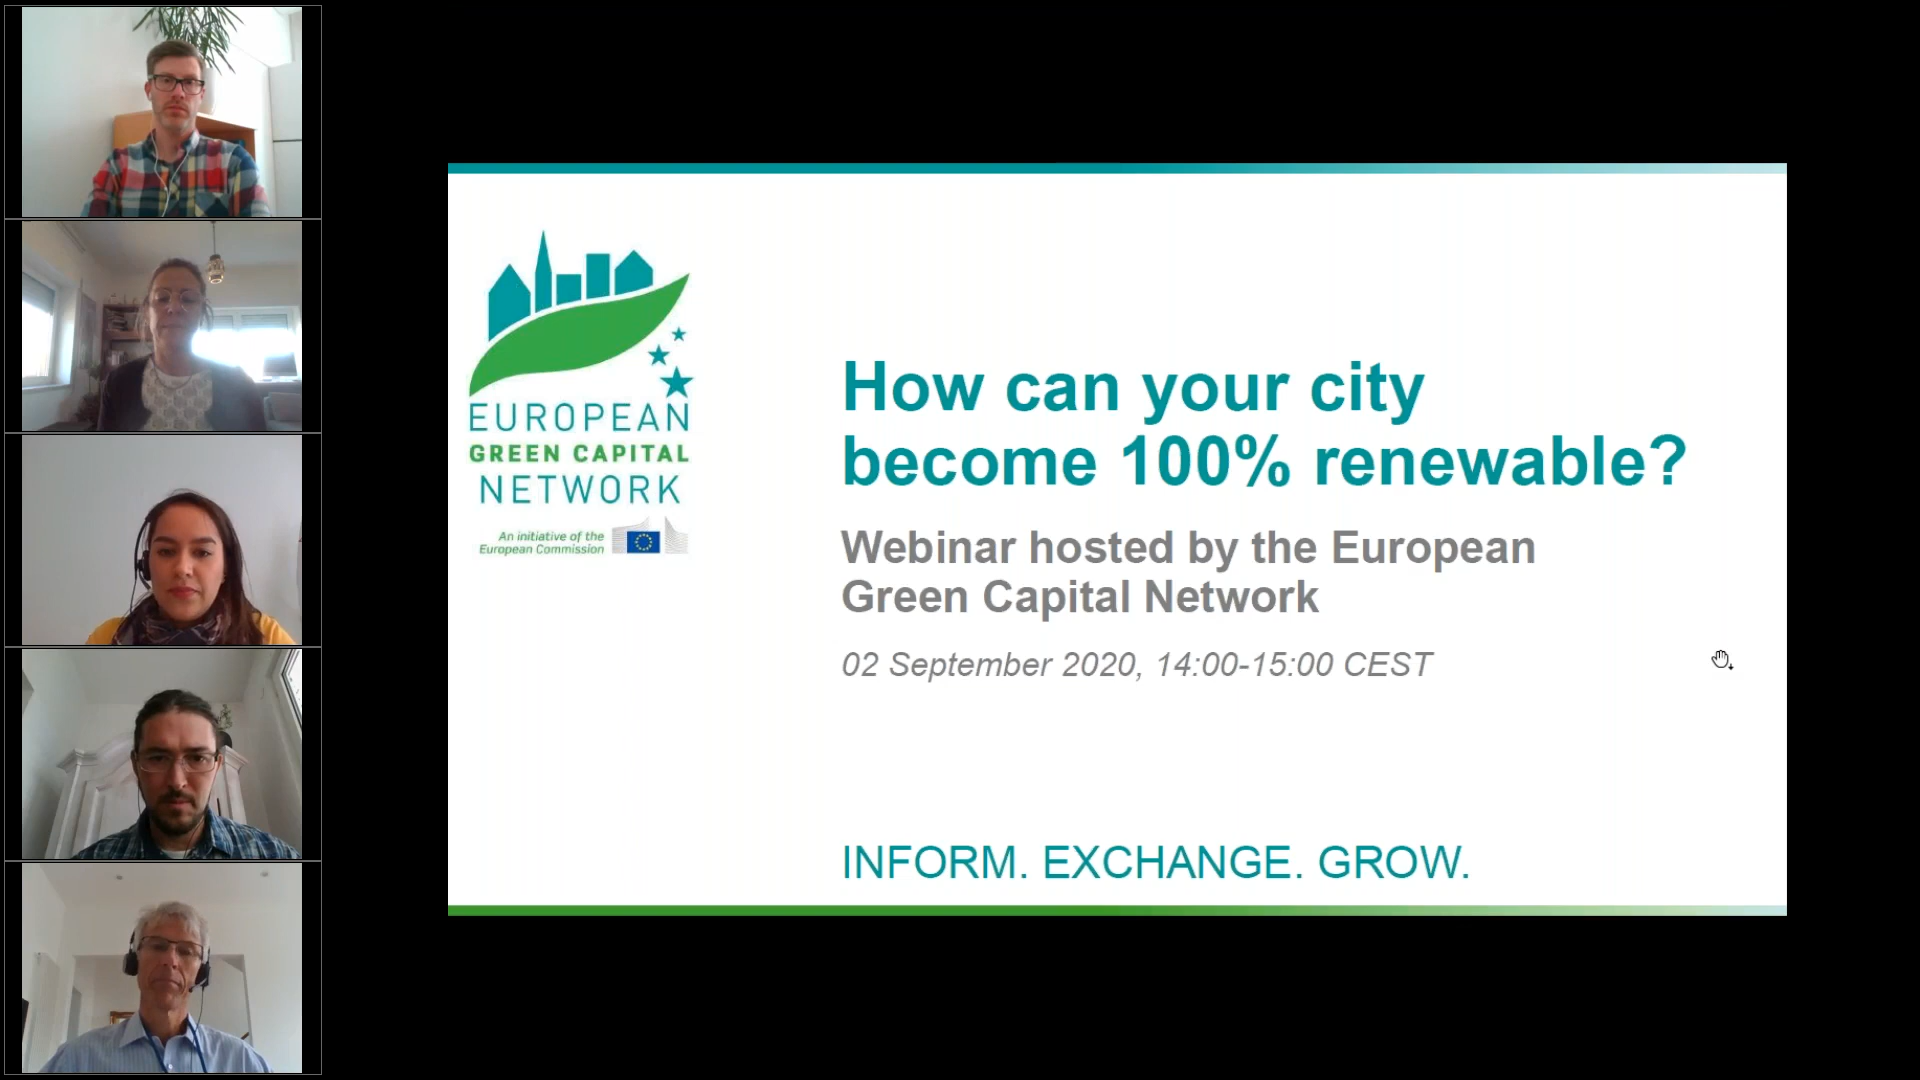 EUROPEAN
GREEN CAPITAL
NETWORK
An initiative of the
European Commission
How can your city
become 100% renewable?
Webinar hosted by the European
Green Capital Network
02 September 2020, 14:00-15:00 CEST
INFORM. EXCHANGE. GROW.